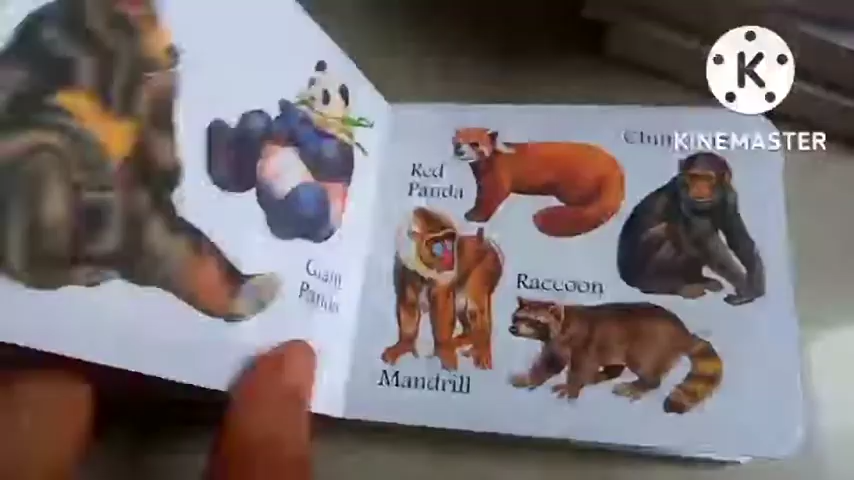 Giant
Panda
Red
Panda
Mandrill
Raccoon
K
KINEMASTER